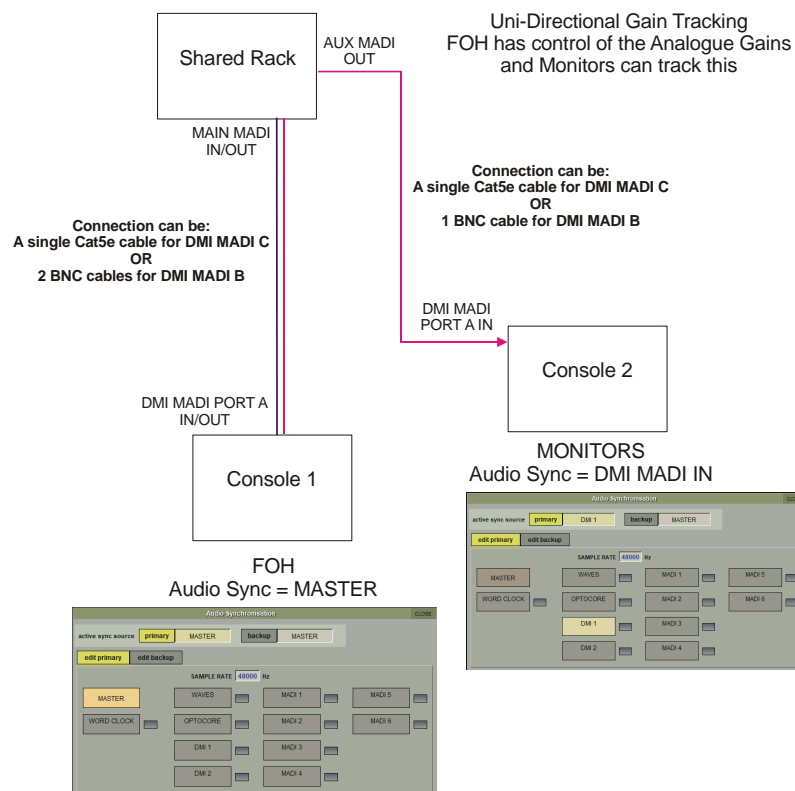 Uni-Directional Gain Tracking
FOH has control of the Analogue Gains
and Monitors can track this
Shared Rack
AUX MADI
OUT
MAIN MADI
IN/OUT
Connection can be:
A single Cat5e cable for DMI MADI C
OR
1 BNC cable for DMI MADI B
Connection can be:
A single Cat5e cable for DMI MADI C
OR
2 BNC cables for DMI MADI B
DMI MADI
PORT A IN
Console 2
DMI MADI PORT A
IN/OUT
Console 1
MONITORS
Audio Sync = DMI MADI IN
Audio Synchronisation
active sync source primary DMI 1 backup MASTER
edit primary edit backup
SAMPLE RATE 48000 Hz
MASTER WAVES MADI 1 MADI 5
WORD CLOCK OPTOCORE MADI 2 MADI 6
DMI 1 MADI 3
DMI 2 MADI 4
FOH
Audio Sync = MASTER
Audio Synchronisation CLOSE
active sync source primary MASTER backup MASTER
edit primary edit backup
SAMPLE RATE 48000 Hz
MASTER WAVES MADI 1 MADI 5
WORD CLOCK OPTOCORE MADI 2 MADI 6
DMI 1 MADI 3
DMI 2 MADI 4